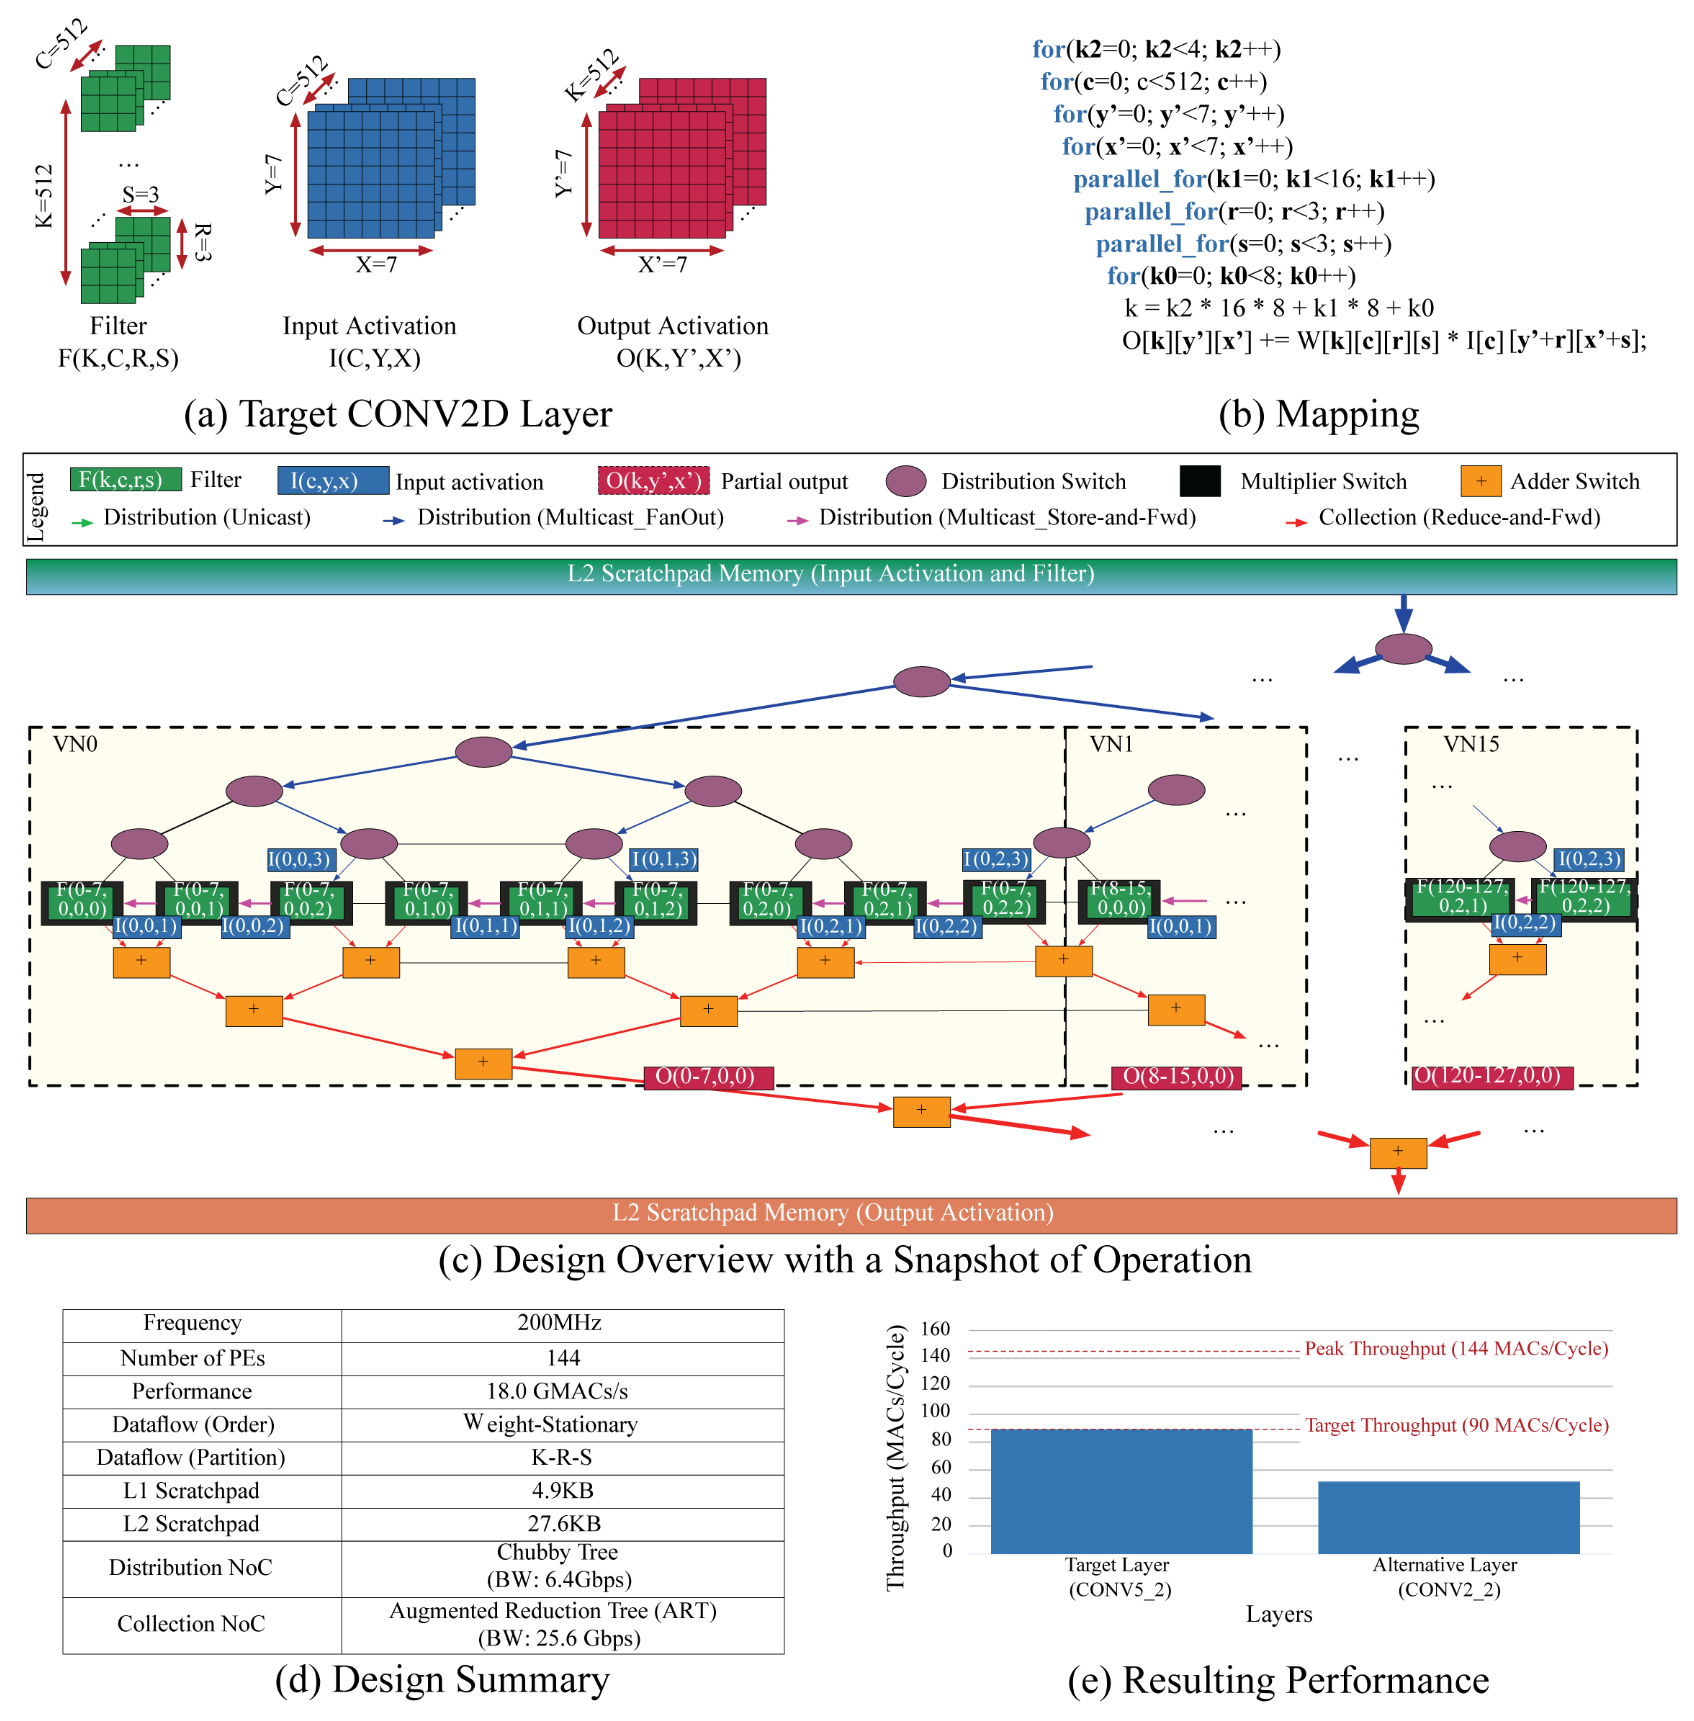 C=512
K=512
S=3
R=3
...
Filter
F(K,C,R,S)
C=512
Y=7
X=7
Input Activation
I(C,Y,X)
K=512
Y’=7
X’=7
Output Activation
O(K,Y’,X’)
(a) Target CONV2D Layer
for(k2=0; k2<4; k2++)
for(c=0; c<512; c++)
for(y’=0; y’<7; y’++)
for(x’=0; x’<7; x’++)
parallel_for(k1=0; k1<16; k1++)
parallel_for(r=0; r<3; r++)
parallel_for(s=0; s<3; s++)
for(k0=0; k0<8; k0++)
k = k2 * 16 * 8 + k1 * 8 + k0
O[k][y’][x’] += W[k][c][r][s] * I[c][y’+r][x’+s];
(b) Mapping
Legend
F(k,c,r,s) Filter
I(c,y,x) Input activation
O(k,y’,x’) Partial output
Distribution Switch
Multiplier Switch
+ Adder Switch
Distribution (Unicast)
Distribution (Multicast_FanOut)
Distribution (Multicast_Store-and-Fwd)
Collection (Reduce-and-Fwd)
L2 Scratchpad Memory (Input Activation and Filter)
... ...
VN0
VN1
...
VN15
...
...
I(0,0,3)
I(0,1,3)
I(0,2,3)
I(0,2,3)
F(0-7,
0,0,0)
F(0-7,
0,0,1)
F(0-7,
0,0,2)
F(0-7,
0,1,0)
F(0-7,
0,1,1)
F(0-7,
0,1,2)
F(0-7,
0,2,0)
F(0-7,
0,2,1)
F(0-7,
0,2,2)
F(8-15,
0,0,0)
...
F(120-127,
0,2,1)
F(120-127,
0,2,2)
I(0,0,1)
I(0,0,2)
I(0,1,1)
I(0,1,2)
I(0,2,1)
I(0,2,2)
I(0,0,1)
I(0,2,2)
+ + + + + +
+ + +
...
...
+
O(0-7,0,0)
O(8-15,0,0)
O(120-127,0,0)
+
... ...
+
L2 Scratchpad Memory (Output Activation)
(c) Design Overview with a Snapshot of Operation
Frequency 200MHz
Number of PEs 144
Performance 18.0 GMACs/s
Dataflow (Order) Weight-Stationary
Dataflow (Partition) K-R-S
L1 Scratchpad 4.9KB
L2 Scratchpad 27.6KB
Distribution NoC Chubby Tree
(BW: 6.4Gbps)
Collection NoC Augmented Reduction Tree (ART)
(BW: 25.6 Gbps)
(d) Design Summary
Throughput (MACs/Cycle)
160
140
120
100
80
60
40
20
0
Peak Throughput (144 MACs/Cycle)
Target Throughput (90 MACs/Cycle)
Target Layer
(CONV5_2)
Alternative Layer
(CONV2_2)
Layers
(e) Resulting Performance